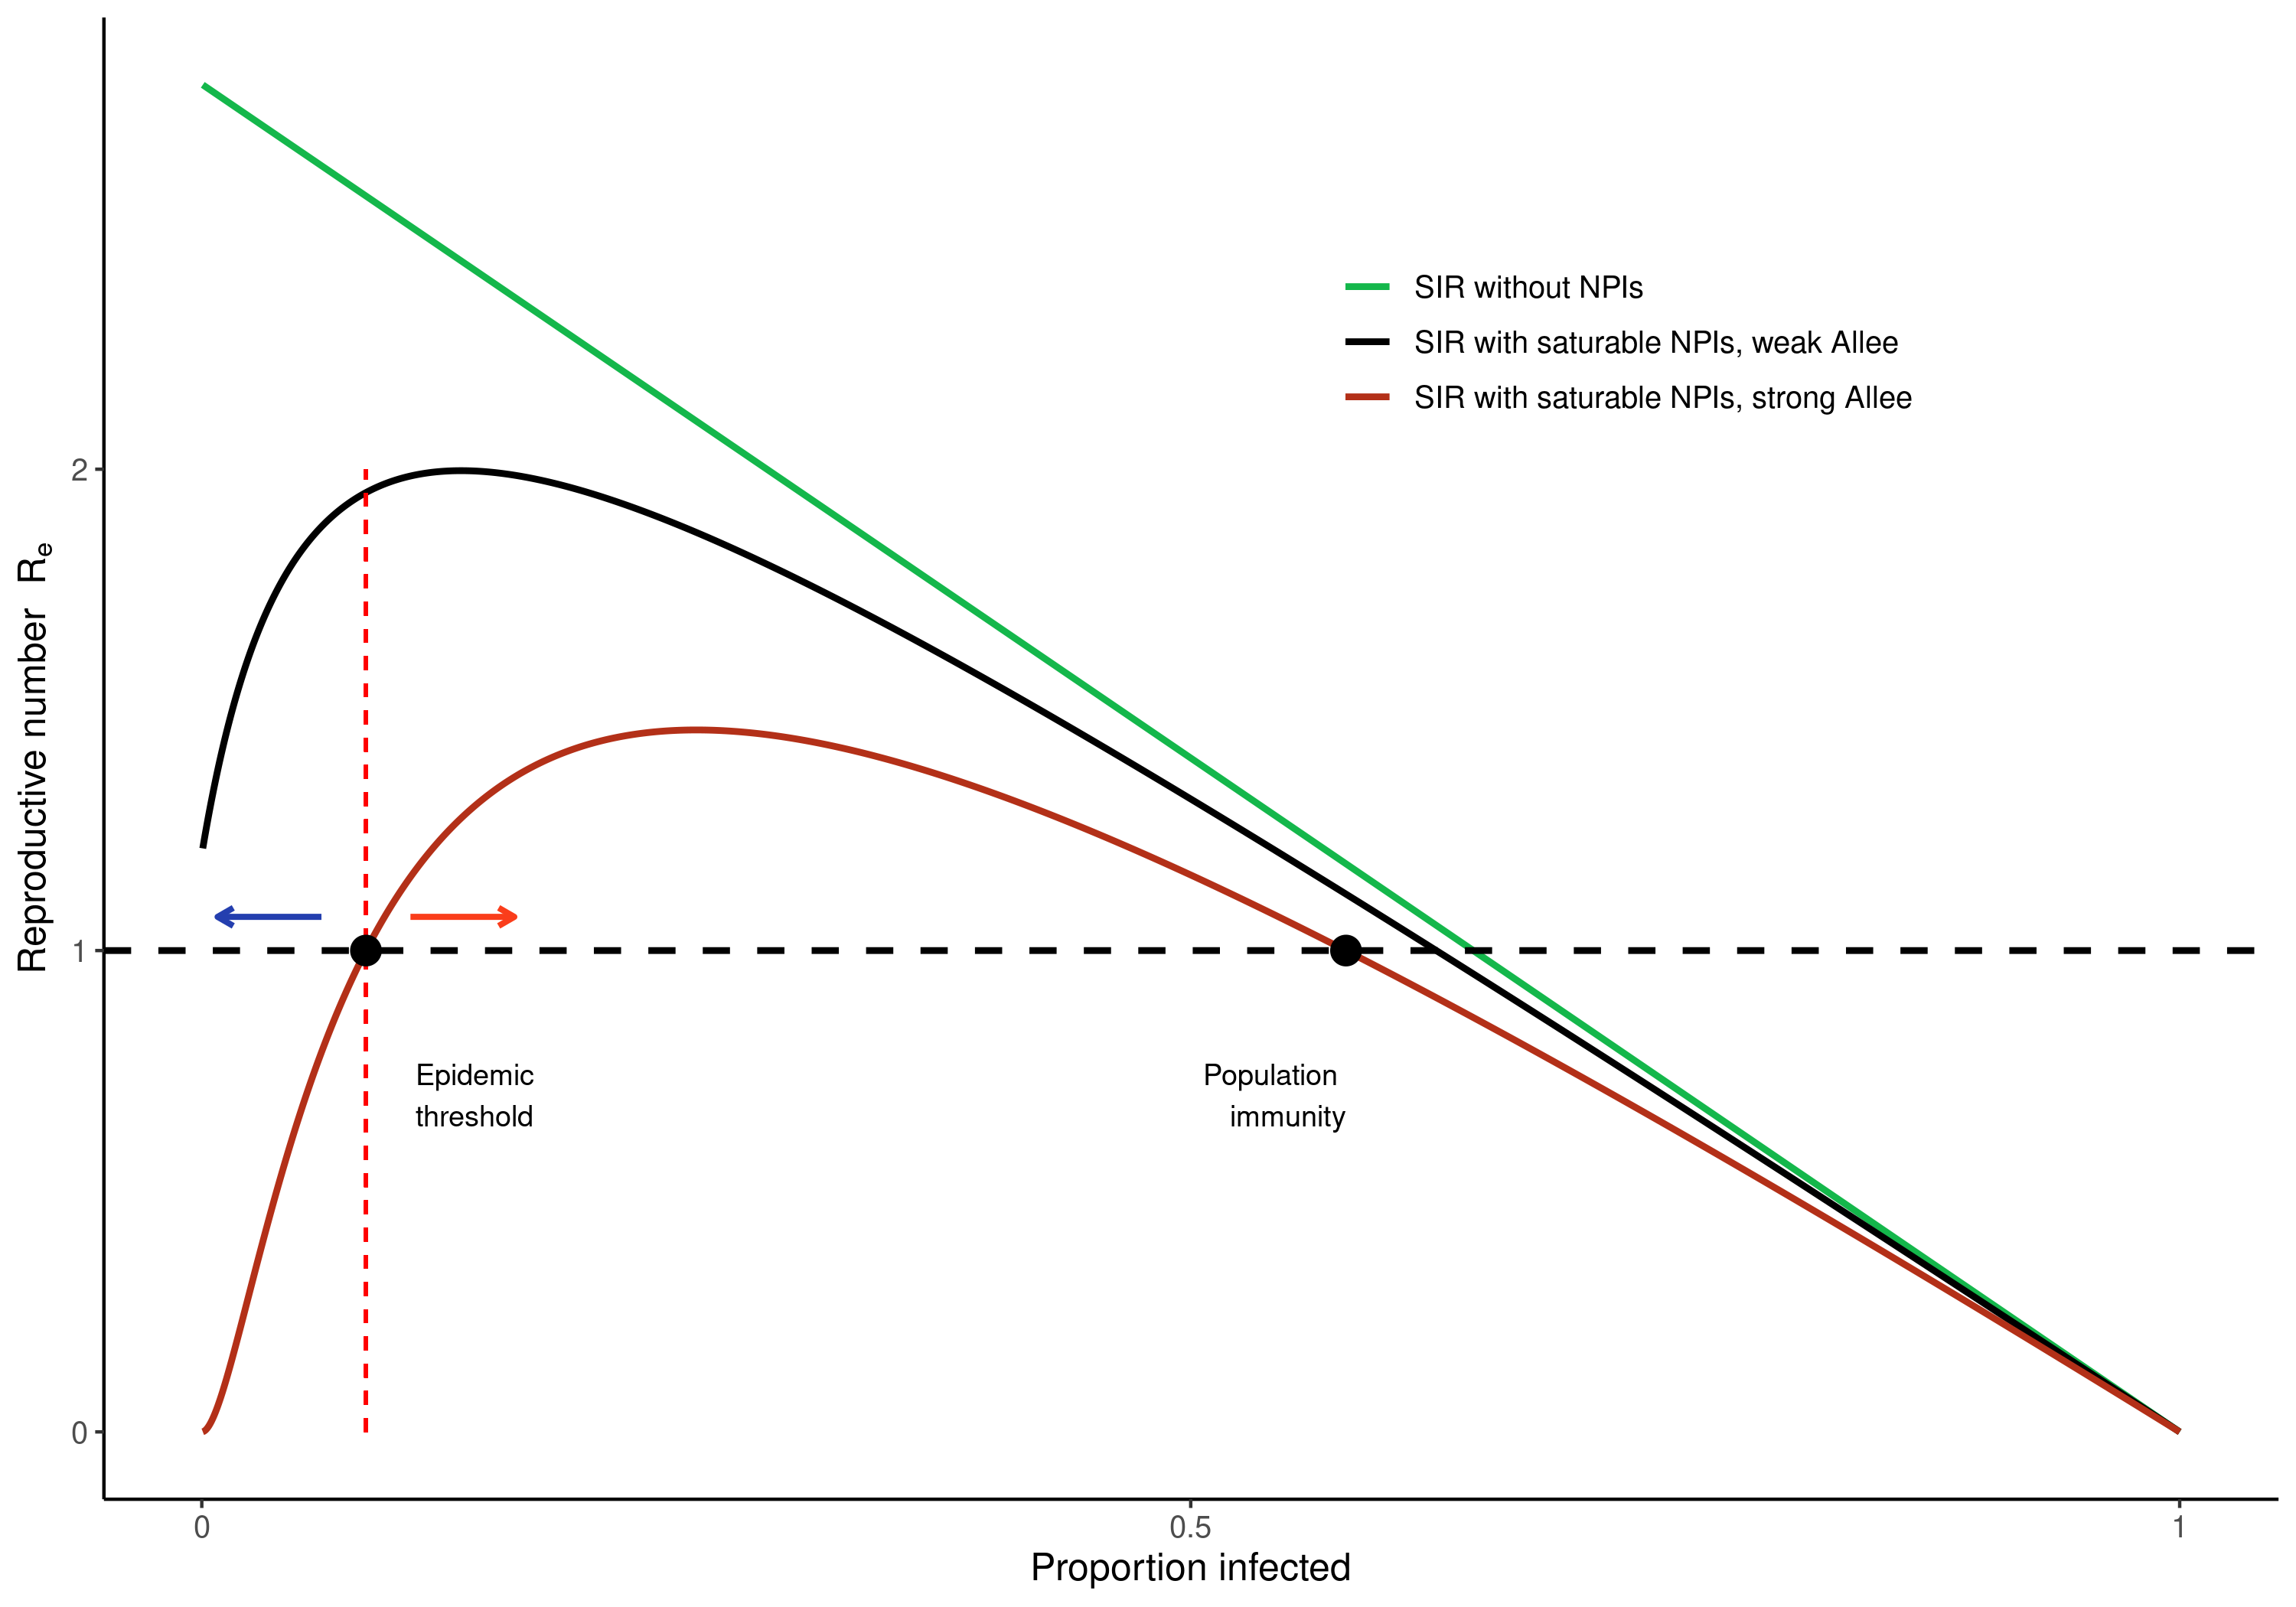 SIR without NPIs
SIR with saturable NPIs, weak Allee
SIR with saturable NPIs, strong Allee
2
1
0
Reproductive number Rₑ
Epidemic
threshold
Population
immunity
0
0.5
1
Proportion infected